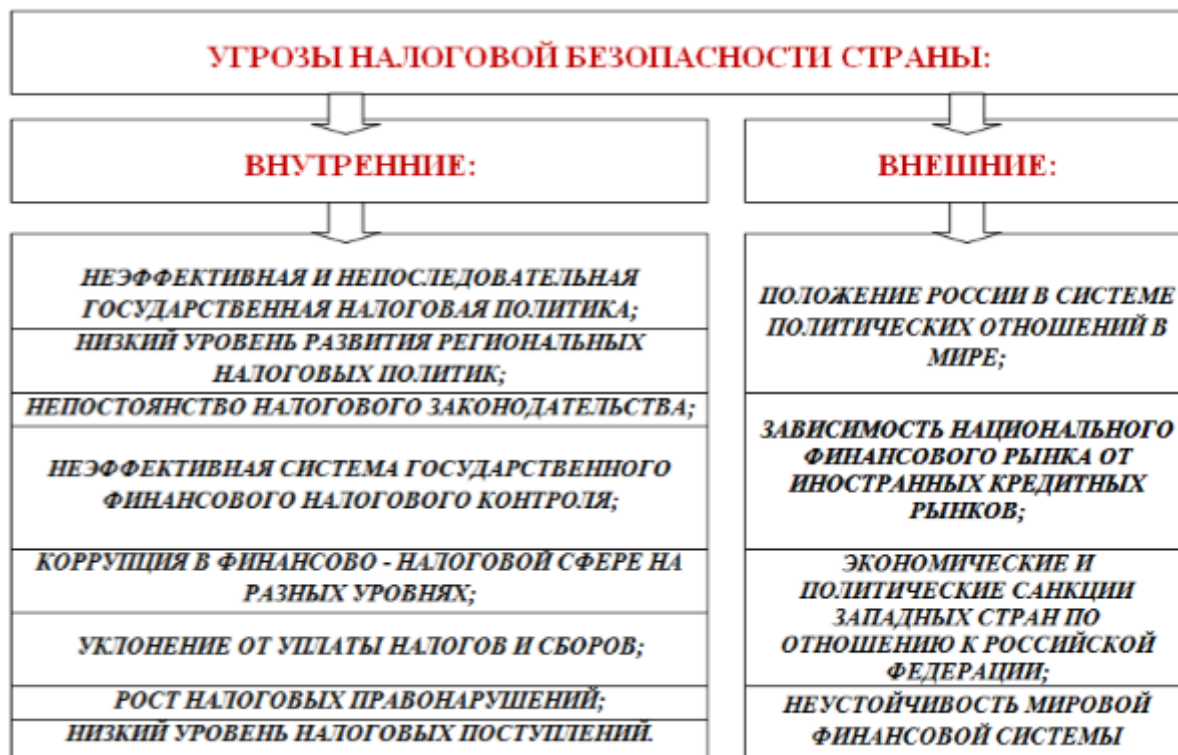 УГРОЗЫ НАЛОГОВОЙ БЕЗОПАСНОСТИ СТРАНЫ:
ВНУТРЕННИЕ:
НЕЭФФЕКТИВНАЯ И НЕПОСЛЕДОВАТЕЛЬНАЯ
ГОСУДАРСТВЕННАЯ НАЛОГОВАЯ ПОЛИТИКА;
НИЗКИЙ УРОВЕНЬ РАЗВИТИЯ РЕГИОНАЛЬНЫХ
НАЛОГОВЫХ ПОЛИТИК;
НЕПОСТОЯНСТВО НАЛОГОВОГО ЗАКОНОДАТЕЛЬСТВА;
НЕЭФФЕКТИВНАЯ СИСТЕМА ГОСУДАРСТВЕННОГО
ФИНАНСОВОГО НАЛОГОВОГО КОНТРОЛЯ;
КОРРУПЦИЯ В ФИНАНСОВО - НАЛОГОВОЙ СФЕРЕ НА
РАЗНЫХ УРОВНЯХ;
УКЛОНЕНИЕ ОТ УПЛАТЫ НАЛОГОВ И СБОРОВ;
РОСТ НАЛОГОВЫХ ПРАВОНАРУШЕНИЙ;
НИЗКИЙ УРОВЕНЬ НАЛОГОВЫХ ПОСТУПЛЕНИЙ.
ВНЕШНИЕ:
ПОЛОЖЕНИЕ РОССИИ В СИСТЕМЕ
ПОЛИТИЧЕСКИХ ОТНОШЕНИЙ В
МИРЕ;
ЗАВИСИМОСТЬ НАЦИОНАЛЬНОГО
ФИНАНСОВОГО РЫНКА ОТ
ИНОСТРАННЫХ КРЕДИТНЫХ
РЫНКОВ;
ЭКОНОМИЧЕСКИЕ И
ПОЛИТИЧЕСКИЕ САНКЦИИ
ЗАПАДНЫХ СТРАН ПО
ОТНОШЕНИЮ К РОССИЙСКОЙ
ФЕДЕРАЦИИ;
НЕУСТОЙЧИВОСТЬ МИРОВОЙ
ФИНАНСОВОЙ СИСТЕМЫ